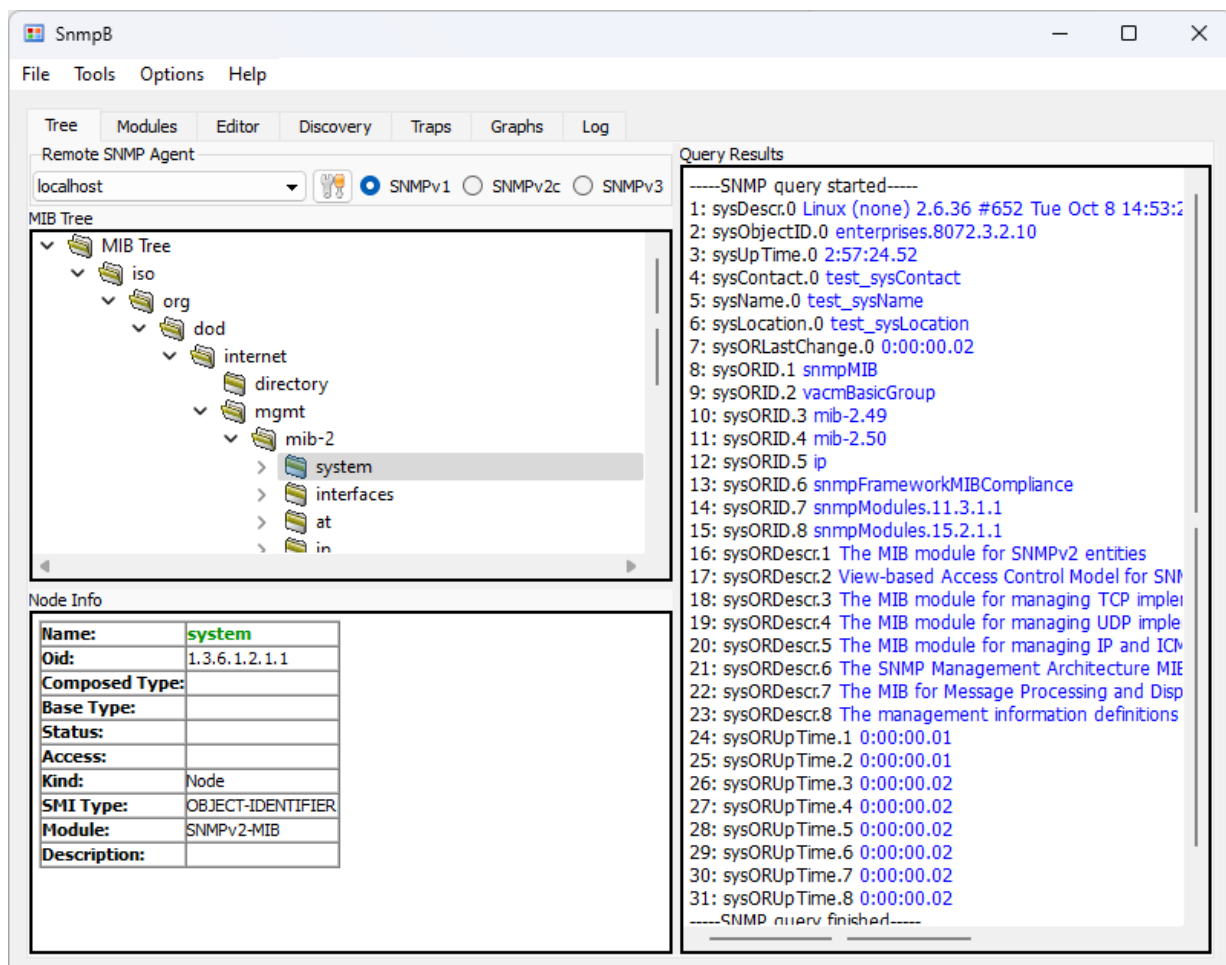 SnmpB
File Tools Options Help
Tree Modules Editor Discovery Traps Graphs Log
Remote SNMP Agent
localhost SNMPv1 SNMPv2c SNMPv3
MIB Tree
MIB Tree
iso
org
dod
internet
directory
mgmt
mib-2
system
interfaces
at
ip
Node Info
Name: system
Oid: 1.3.6.1.2.1.1
Composed Type:
Base Type:
Status:
Access:
Kind: Node
SMI Type: OBJECT-IDENTIFIER
Module: SNMPv2-MIB
Description:
Query Results
-----SNMP query started-----
1: sysDescr.0 Linux (none) 2.6.36 #652 Tue Oct 8 14:53:2
2: sysObjectID.0 enterprises.8072.3.2.10
3: sysUpTime.0 2:57:24.52
4: sysContact.0 test_sysContact
5: sysName.0 test_sysName
6: sysLocation.0 test_sysLocation
7: sysORLastChange.0 0:00:00.02
8: sysORID.1 snmpMIB
9: sysORID.2 vacmBasicGroup
10: sysORID.3 mib-2.49
11: sysORID.4 mib-2.50
12: sysORID.5 ip
13: sysORID.6 snmpFrameworkMIBCompliance
14: sysORID.7 snmpModules.11.3.1.1
15: sysORID.8 snmpModules.15.2.1.1
16: sysORDescr.1 The MIB module for SNMPv2 entities
17: sysORDescr.2 View-based Access Control Model for
18: sysORDescr.3 The MIB module for managing TCP
19: sysORDescr.4 The MIB module for managing UDP
20: sysORDescr.5 The MIB module for managing IP and
21: sysORDescr.6 The SNMP Management Architecture
22: sysORDescr.7 The MIB for Message Processing and
23: sysORDescr.8 The management information definitions
24: sysORUpTime.1 0:00:00.01
25: sysORUpTime.2 0:00:00.01
26: sysORUpTime.3 0:00:00.02
27: sysORUpTime.4 0:00:00.02
28: sysORUpTime.5 0:00:00.02
29: sysORUpTime.6 0:00:00.02
30: sysORUpTime.7 0:00:00.02
31: sysORUpTime.8 0:00:00.02
-----SNMP query finished-----